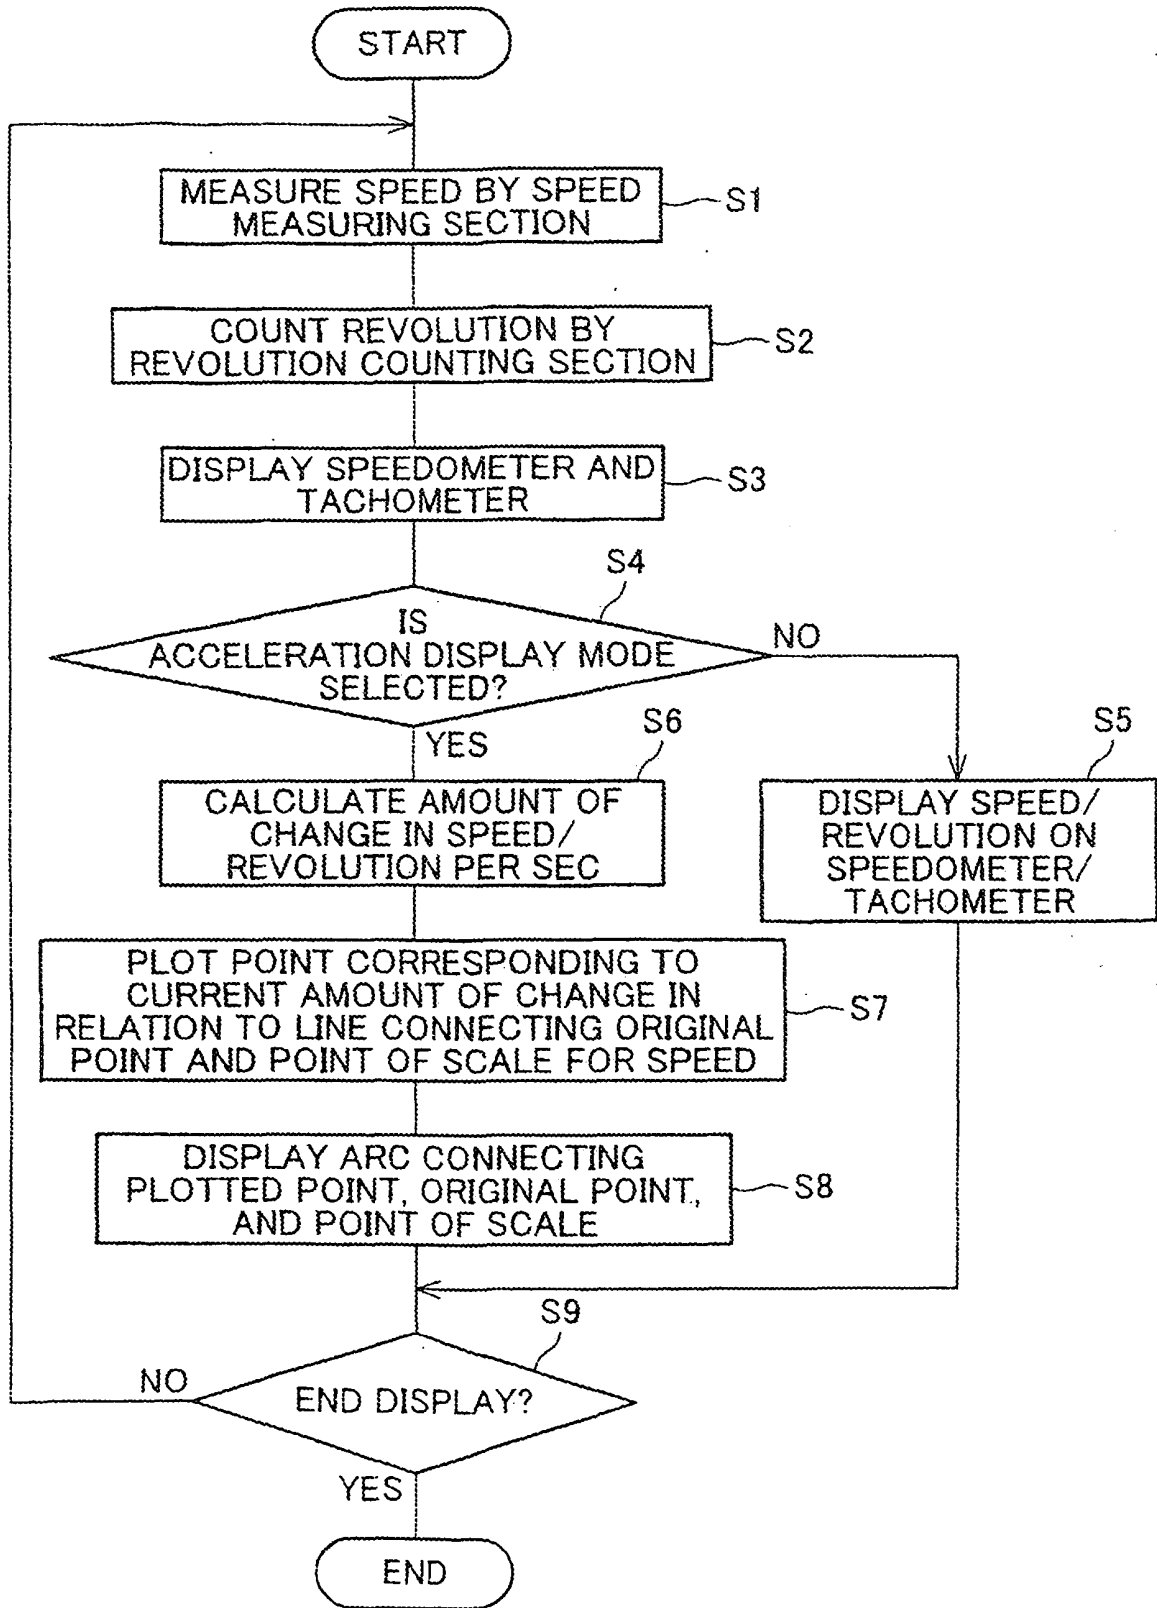 START
MEASURE SPEED BY SPEED
MEASURING SECTION
S1
COUNT REVOLUTION BY
REVOLUTION COUNTING SECTION
S2
DISPLAY SPEEDOMETER AND
TACHOMETER
S3
S4
IS
ACCELERATION DISPLAY MODE
SELECTED?
NO
YES
S6
CALCULATE AMOUNT OF
CHANGE IN SPEED/
REVOLUTION PER SEC
S5
DISPLAY SPEED/
REVOLUTION ON
SPEEDOMETER/
TACHOMETER
PLOT POINT CORRESPONDING TO
CURRENT AMOUNT OF CHANGE IN
RELATION TO LINE CONNECTING ORIGINAL
POINT AND POINT OF SCALE FOR SPEED
S7
DISPLAY ARC CONNECTING
PLOTTED POINT, ORIGINAL POINT,
AND POINT OF SCALE
S8
S9
END DISPLAY?
NO
YES
END